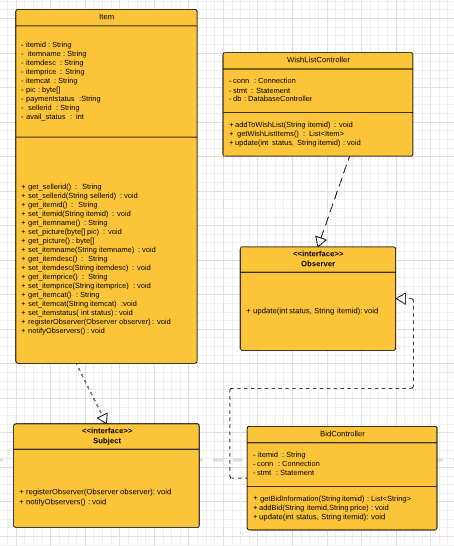 Item
- itemid : String
- itemname : String
- itemdesc : String
- itemprice : String
- itemcat : String
- pic : byte[]
- paymentstatus :String
- sellerid : String
- avail_status : int
+ get_sellerid() : String
+ set_sellerid(String sellerid) : void
+ get_itemid() : String
+ set_itemid(String itemid) : void
+ get_itemname() : String
+ set_picture(byte[] pic) : void
+ get_picture() : byte[]
+ set_itemname(String itemname) : void
+ get_itemdesc() : String
+ set_itemdesc(String itemdesc) : void
+ get_itemprice() : String
+ set_itemprice(String itemprice) : void
+ get_itemcat() : String
+ set_itemcat(String itemcat) :void
+ set_itemstatus( int status) : void
+ registerObserver(Observer observer) : void
+ notifyObservers() : void
<<interface>>
Subject
+ registerObserver(Observer observer): void
+ notifyObservers() : void
WishListController
- conn : Connection
- stmt : Statement
- db : DatabaseController
+ addToWishList(String itemid) : void
+ getWishListItems() : List<Item>
+ update(int status, String itemid) : void
<<interface>>
Observer
+ update(int status, String itemid): void
BidController
- itemid : String
- conn : Connection
- stmt : Statement
+ getBidInformation(String itemid) : List<String>
+ addBid(String itemid,String price) : void
+ update(int status, String itemid): void